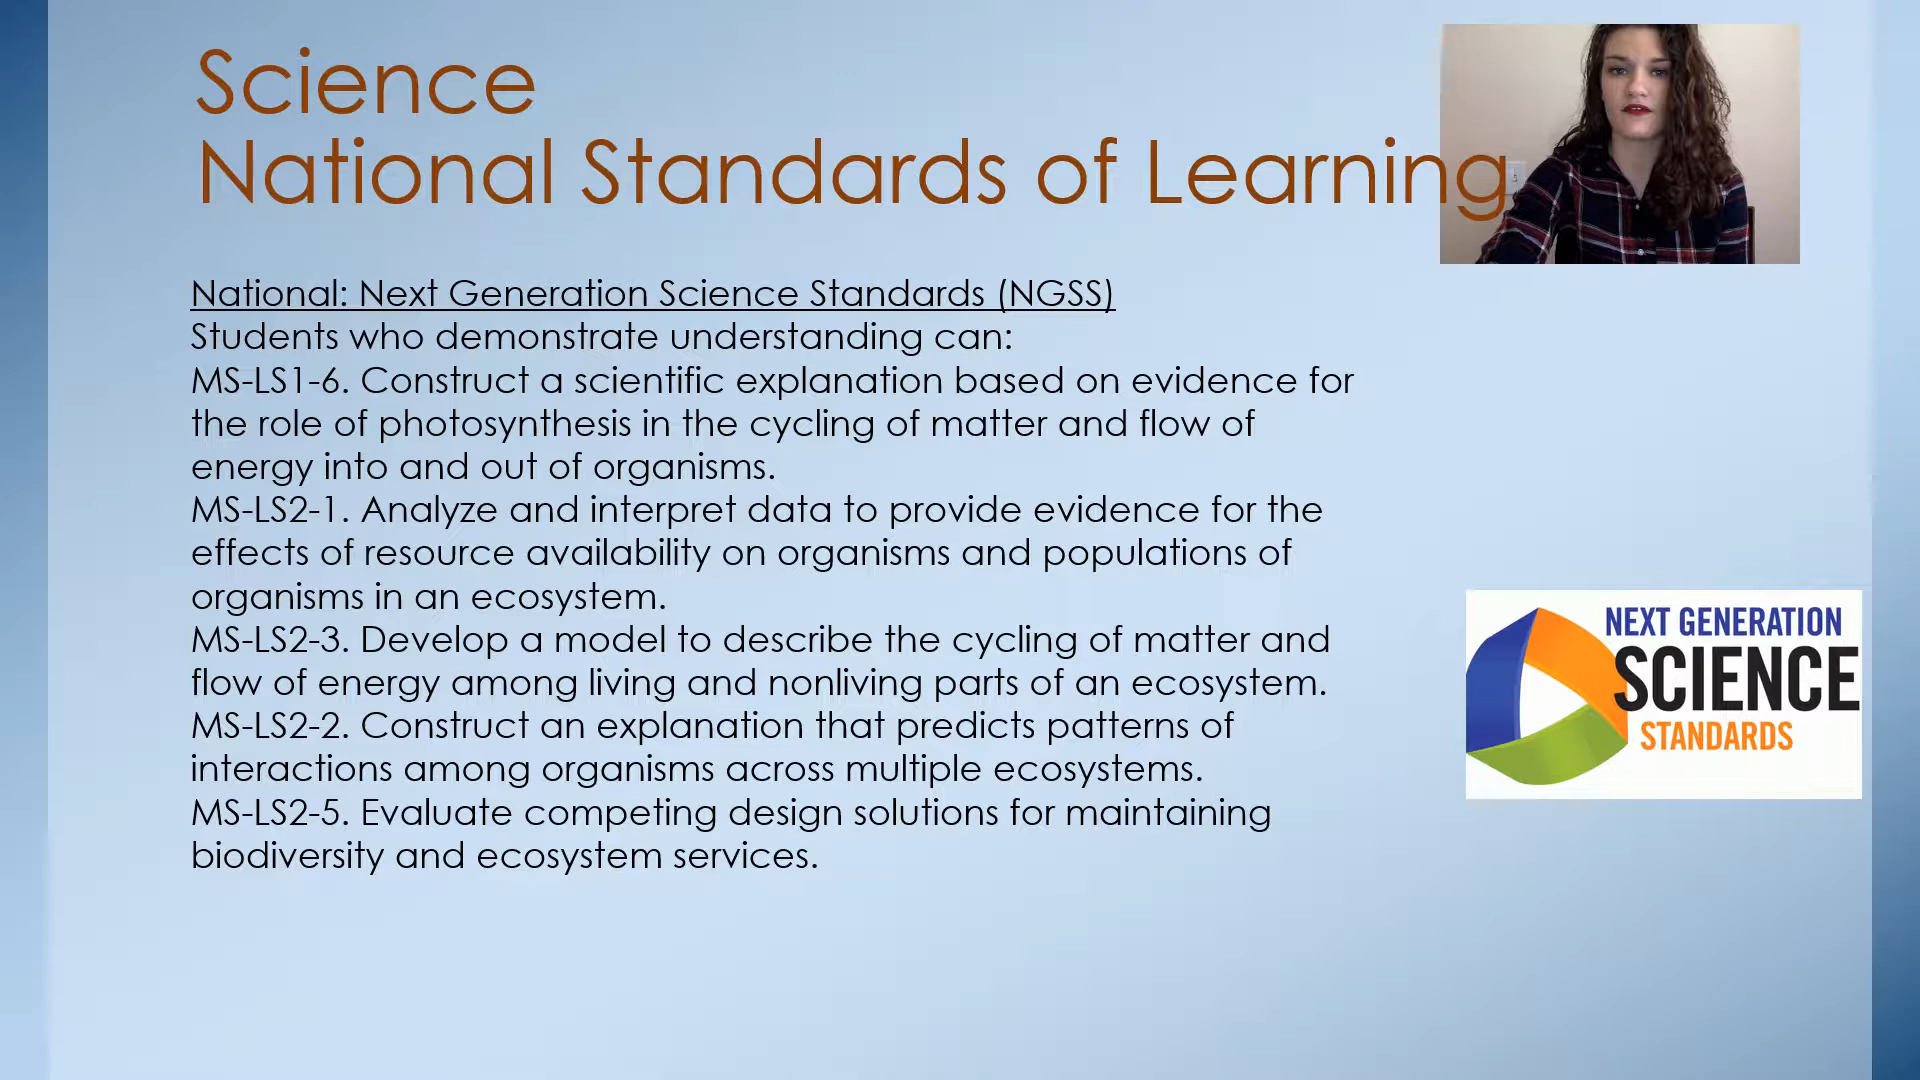 Science
National Standards of Learning
National: Next Generation Science Standards (NGSS)
Students who demonstrate understanding can:
MS-LS1-6. Construct a scientific explanation based on evidence for
the role of photosynthesis in the cycling of matter and flow of
energy into and out of organisms.
MS-LS2-1. Analyze and interpret data to provide evidence for the
effects of resource availability on organisms and populations of
organisms in an ecosystem.
MS-LS2-3. Develop a model to describe the cycling of matter and
flow of energy among living and nonliving parts of an ecosystem.
MS-LS2-2. Construct an explanation that predicts patterns of
interactions among organisms across multiple ecosystems.
MS-LS2-5. Evaluate competing design solutions for maintaining
biodiversity and ecosystem services.
NEXT GENERATION
SCIENCE
STANDARDS